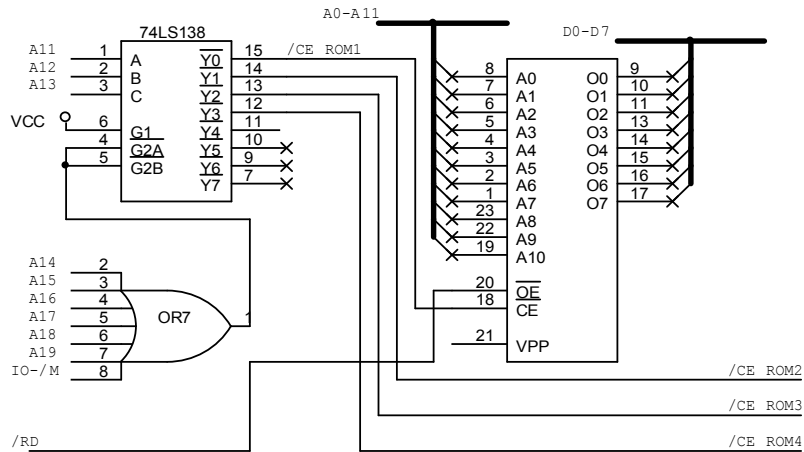 A0-A11
D0-D7
74LS138
A11 1 A
A12 2 B
A13 3 C
VCC 6 G1
4 G2A
5 G2B
Y0 15 /CE ROM1
Y1 14
Y2 13
Y3 12
Y4 11
Y5 10
Y6 9
Y7 7
8 A0
7 A1
6 A2
5 A3
4 A4
3 A5
2 A6
1 A7
23 A8
22 A9
19 A10
20 OE
18 CE
21 VPP
O0 9
O1 10
O2 11
O3 13
O4 14
O5 15
O6 16
O7 17
A14 2
A15 3
A16 4
A17 5
A18 6
A19 7
IO-/M 8
OR7
1
/CE ROM2
/CE ROM3
/RD
/CE ROM4